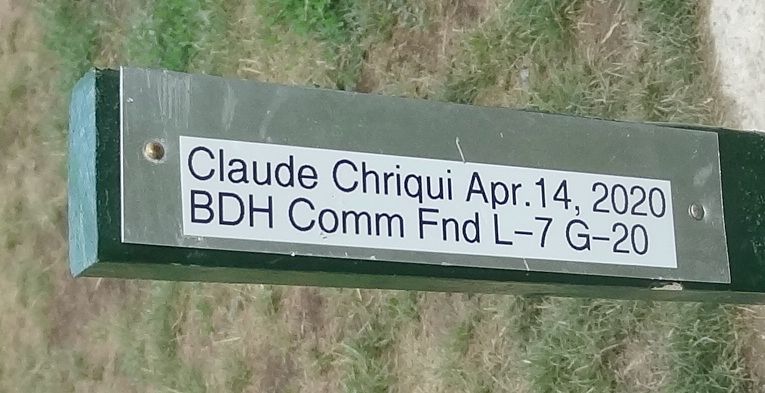 Claude Chriqui Apr.14, 2020
BDH Comm Fnd L-7 G-20